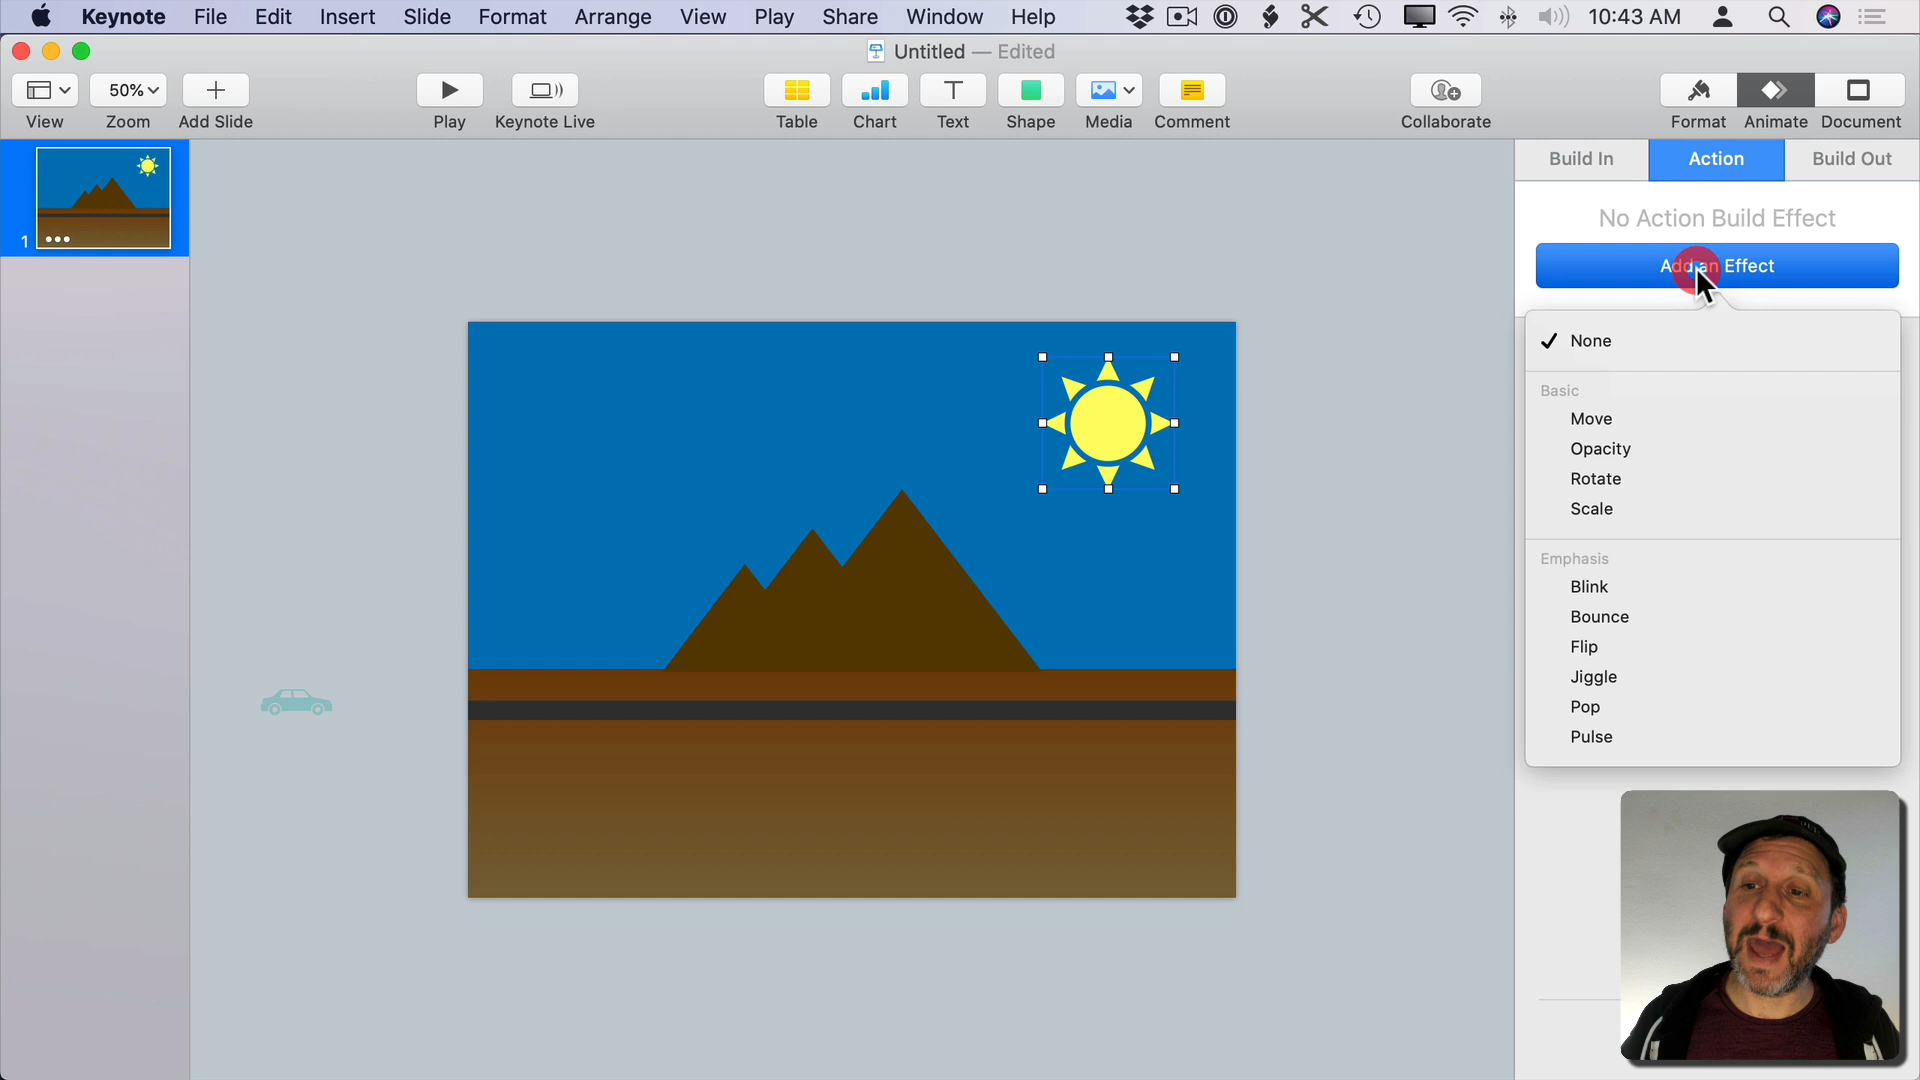 Keynote File Edit Insert Slide Format Arrange View Play Share Window Help 10:43 AM
Untitled — Edited
50%
View Zoom Add Slide Play Keynote Live Table Chart Text Shape Media Comment Collaborate Format Animate Document
Build In Action Build Out
No Action Build Effect
Add an Effect
None
Basic
Move
Opacity
Rotate
Scale
Emphasis
Blink
Bounce
Flip
Jiggle
Pop
Pulse
1